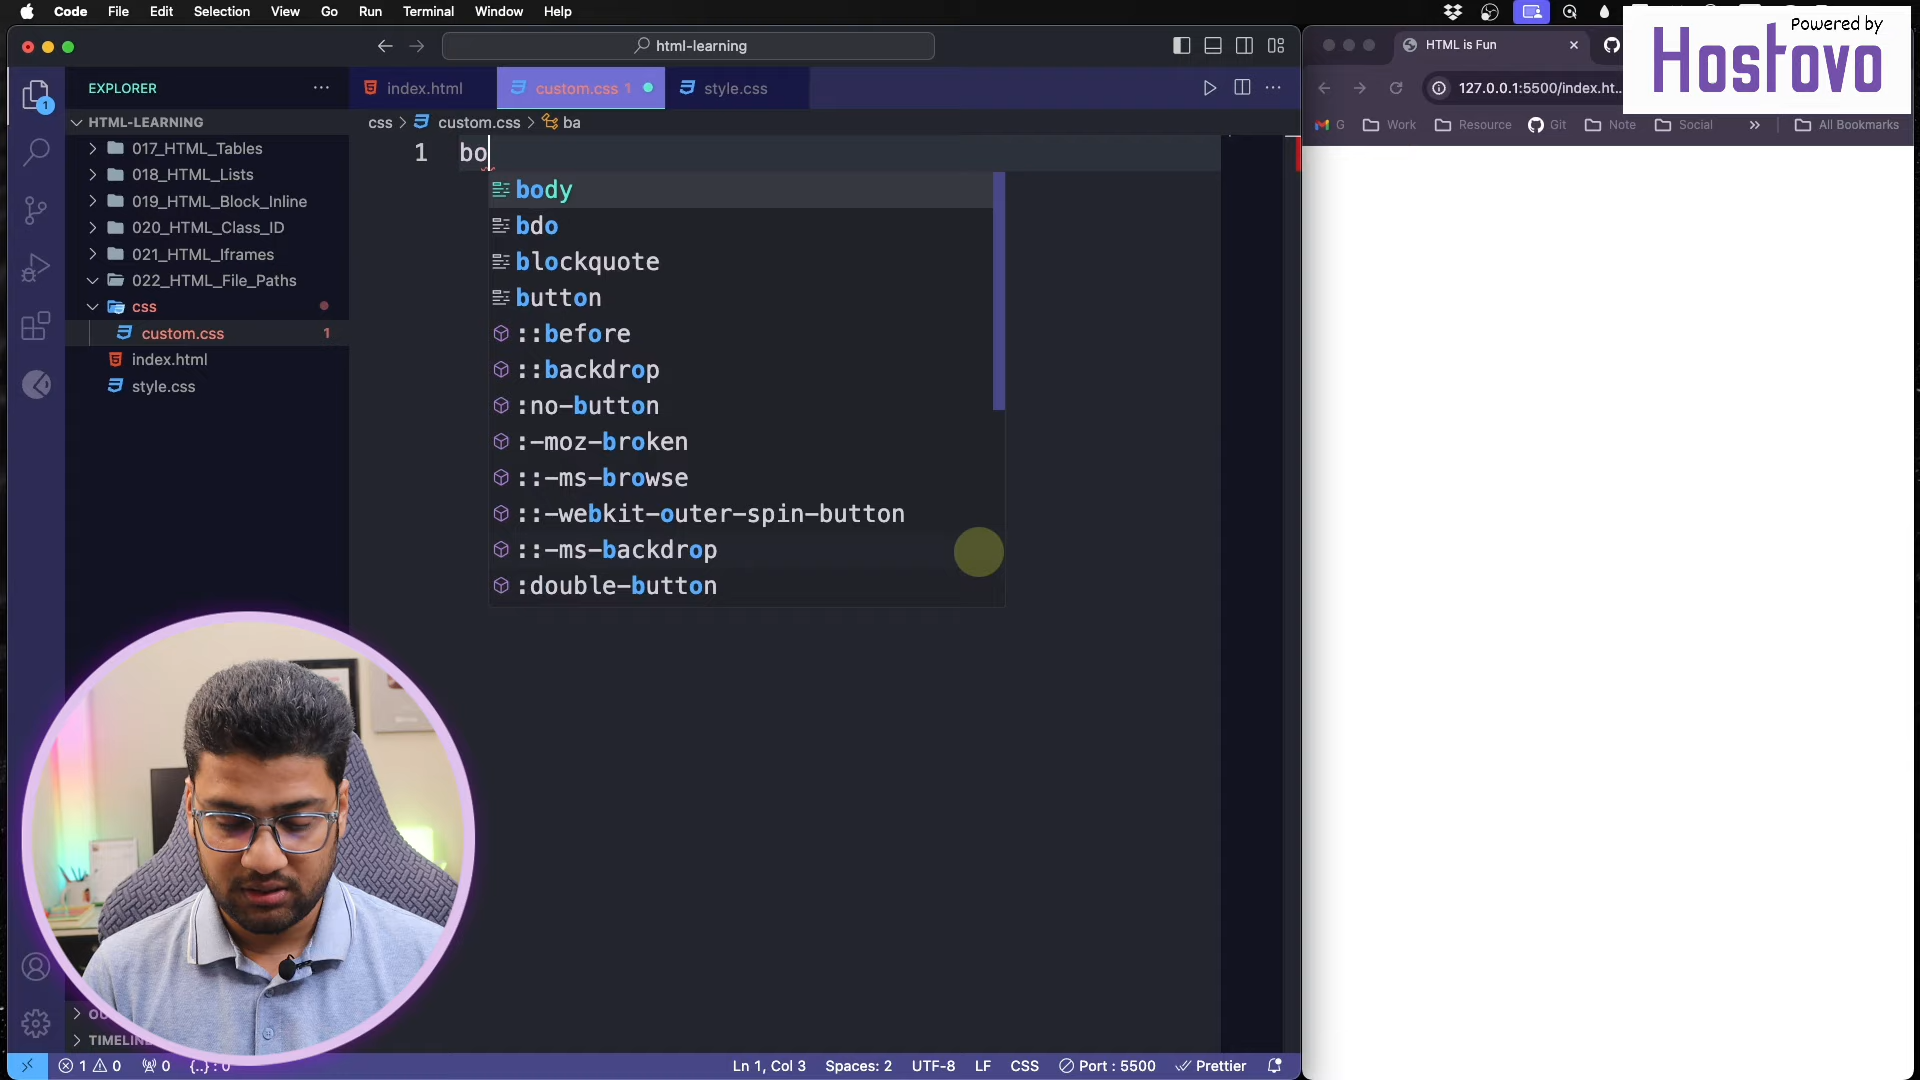 Code File Edit Selection View Go Run Terminal Window Help
Powered by
Hostovo
html-learning
HTML is Fun
EXPLORER
index.html
custom.css 1
style.css
127.0.0.1:5500/index.ht...
1
HTML-LEARNING
css > custom.css > ba
G Work Resource Git Note Social All Bookmarks
017_HTML_Tables
018_HTML_Lists
019_HTML_Block_Inline
020_HTML_Class_ID
021_HTML_Iframes
022_HTML_File_Paths
css
custom.css 1
index.html
style.css
1 bo
body
bdo
blockquote
button
::before
::backdrop
:no-button
:-moz-broken
::-ms-browse
::-webkit-outer-spin-button
::-ms-backdrop
:double-button
TIMELINE
1 0 0 {..} : 0
Ln 1, Col 3 Spaces: 2 UTF-8 LF CSS Port : 5500 Prettier